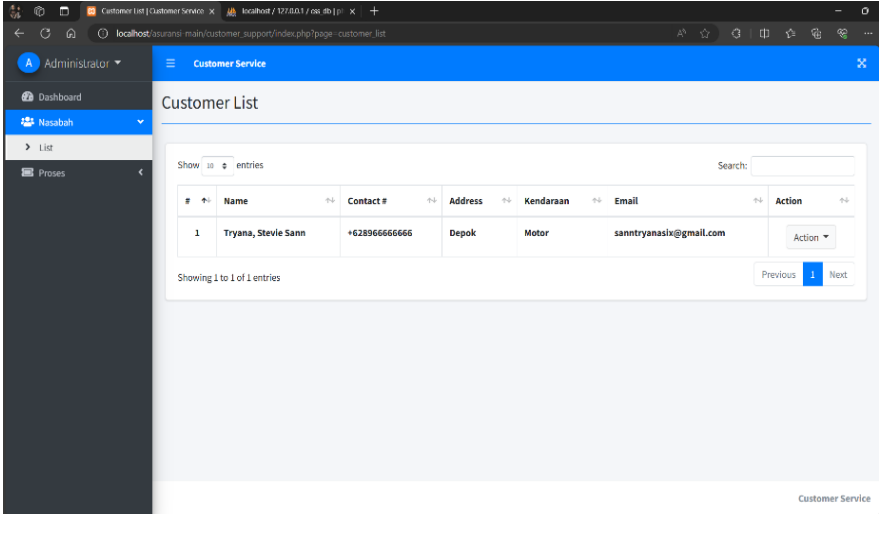 Customer List | Customer Service
localhost / 127.0.0.1 / oss_db | pl
localhost/asuransi-main/customer_support/index.php?page=customer_list
A Administrator
Customer Service
Dashboard
Nasabah
List
Proses
Customer List
Show 10 entries
Search:
# Name Contact # Address Kendaraan Email Action
1 Tryana, Stevie Sann +628966666666 Depok Motor sanntryanasix@gmail.com Action
Showing 1 to 1 of 1 entries
Previous 1 Next
Customer Service